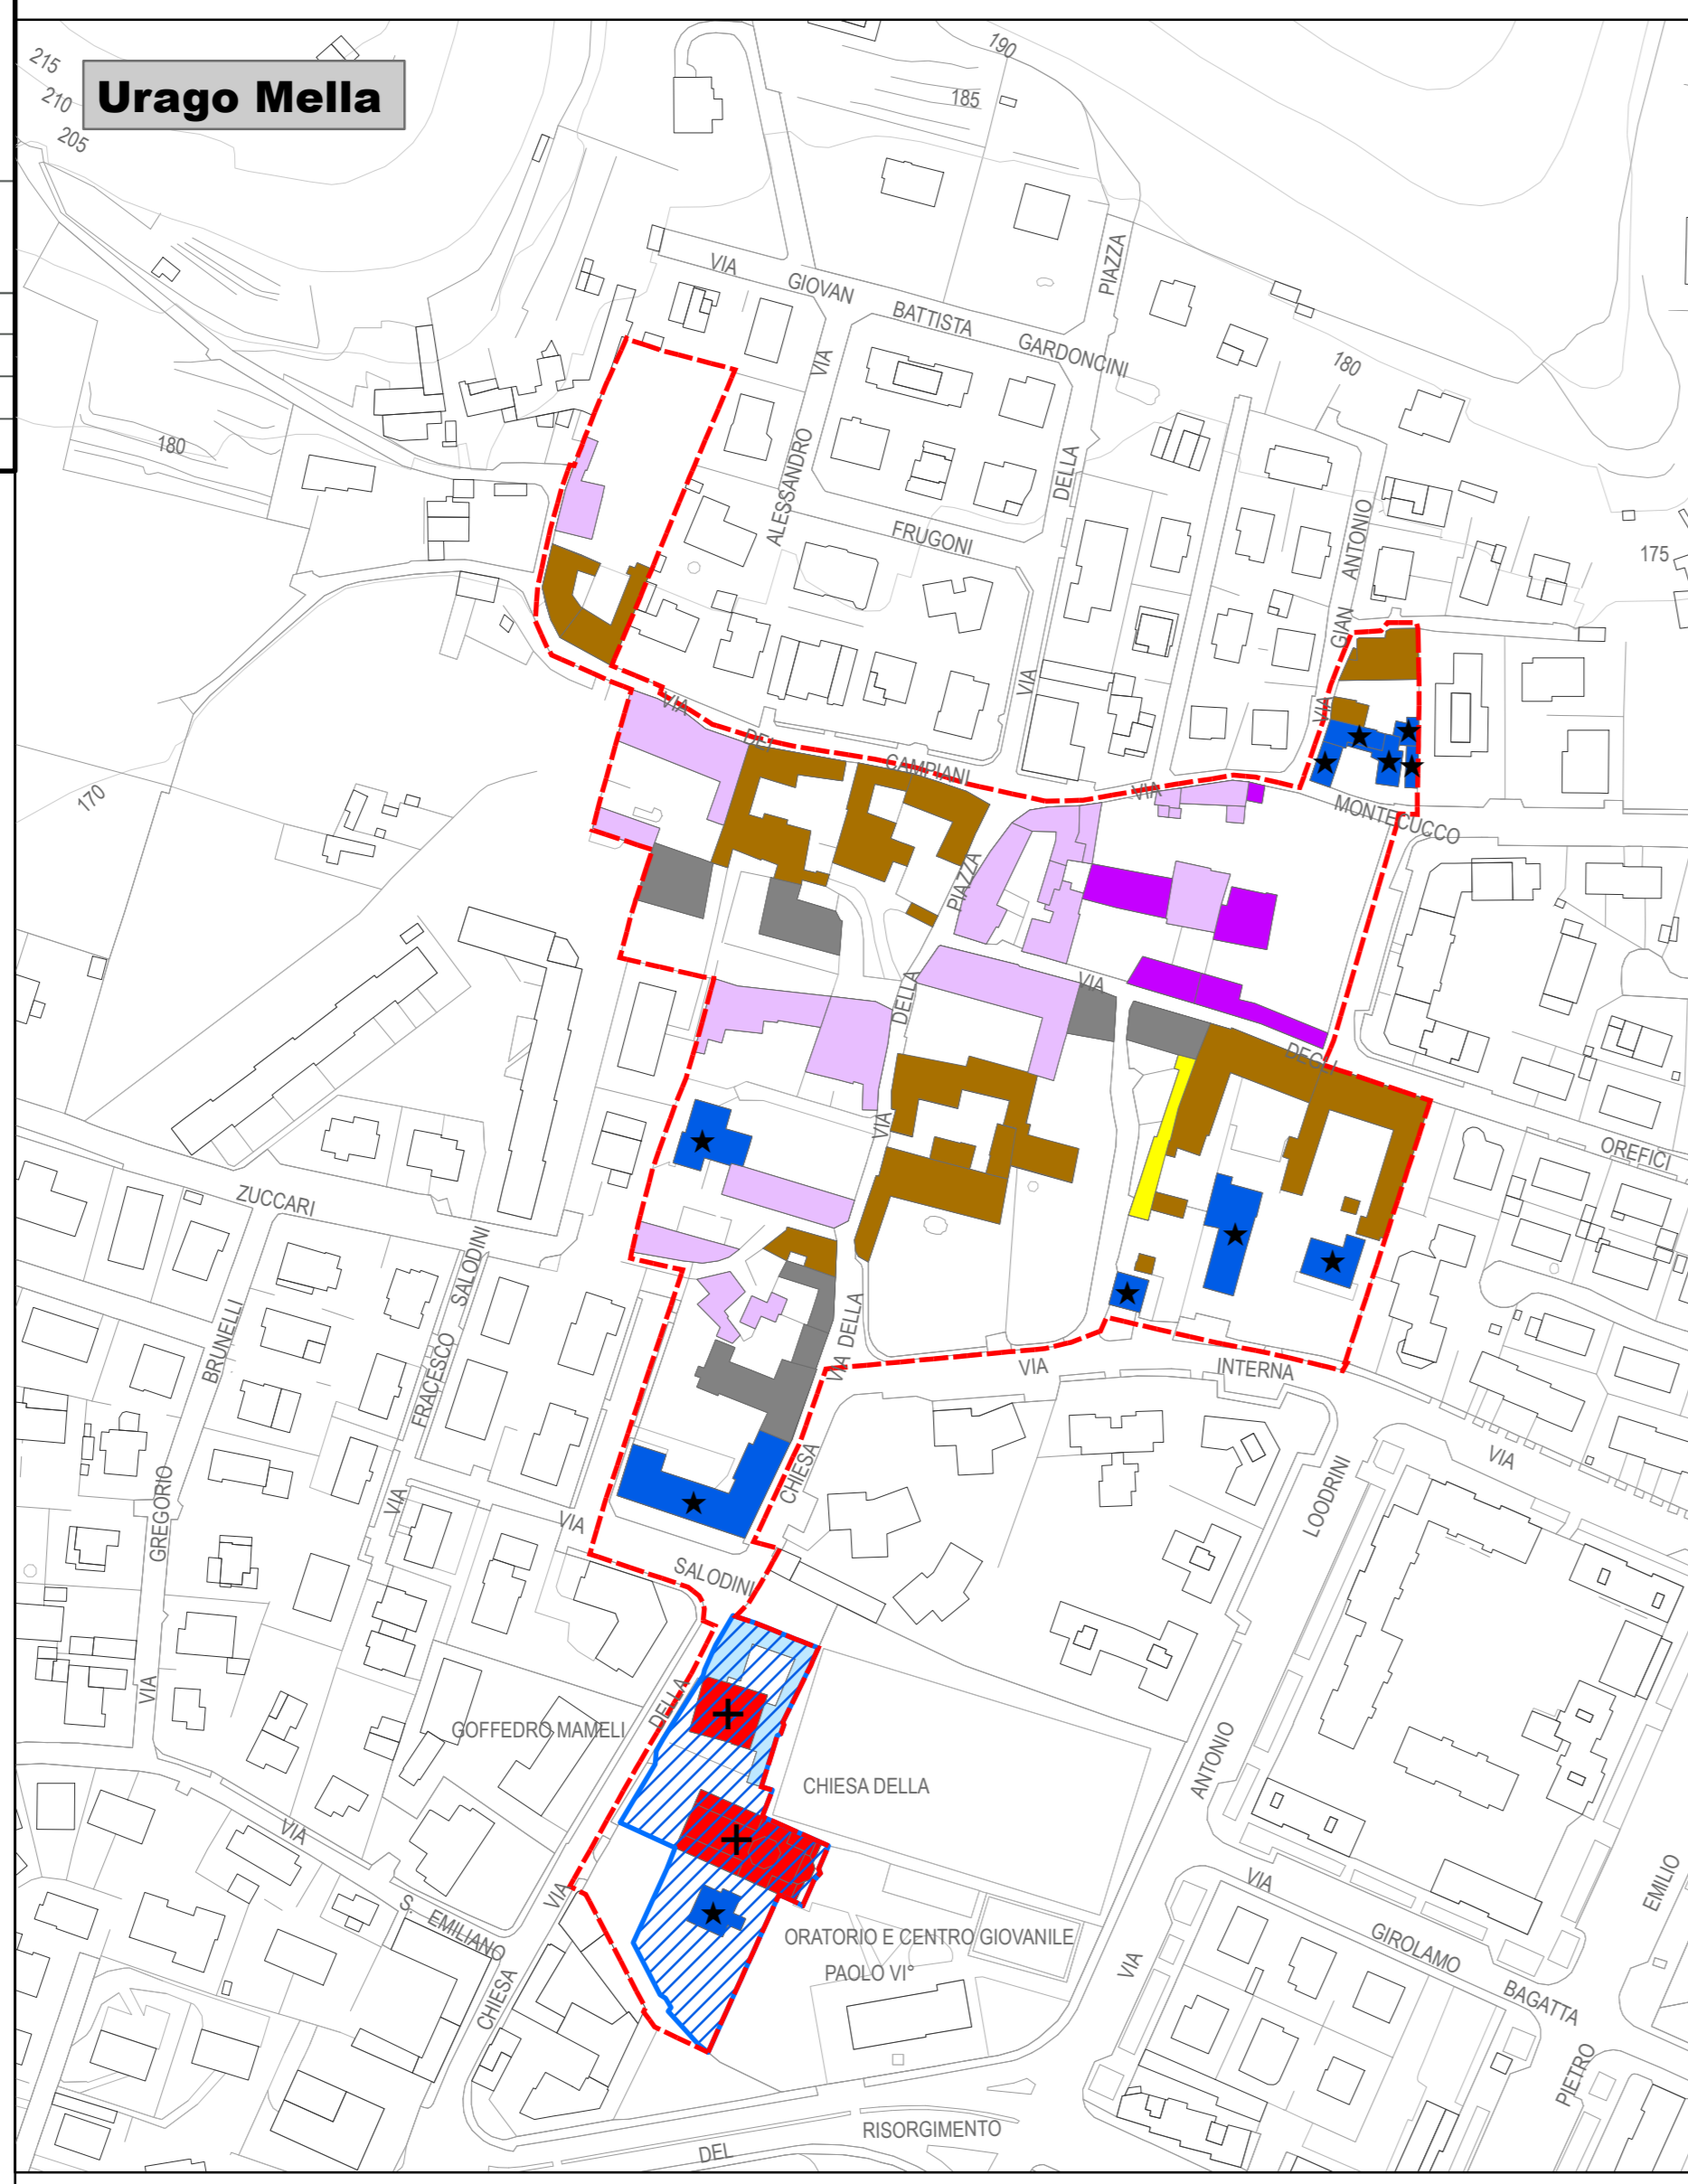 Urago Mella
215
210
205
190
185
180
180
175
170
VIA
GIOVAN
BATTISTA
GARDONCINI
PIAZZA
DELLA
VIA
VIA
ALESSANDRO
FRUGONI
ANTONIO
GIAN
VIA
VIA
DEI
CAMPIANI
VIA
MONTECUCCO
PIAZZA
DELLA
VIA
VIA
DEGLI
OREFICI
ZUCCARI
BRUNELLI
GREGORIO
VIA
SALODINI
FRACESCO
VIA
VIA DELLA
CHIESA
VIA
INTERNA
VIA
VIA
SALODINI
LOODRINI
ANTONIO
VIA
GOFFEDRO MAMELI
DELLA
VIA
CHIESA
CHIESA DELLA
VIA
S. EMILIANO
ORATORIO E CENTRO GIOVANILE
PAOLO VI°
VIA
GIROLAMO
BAGATTA
EMILIO
PIETRO
RISORGIMENTO
DEL